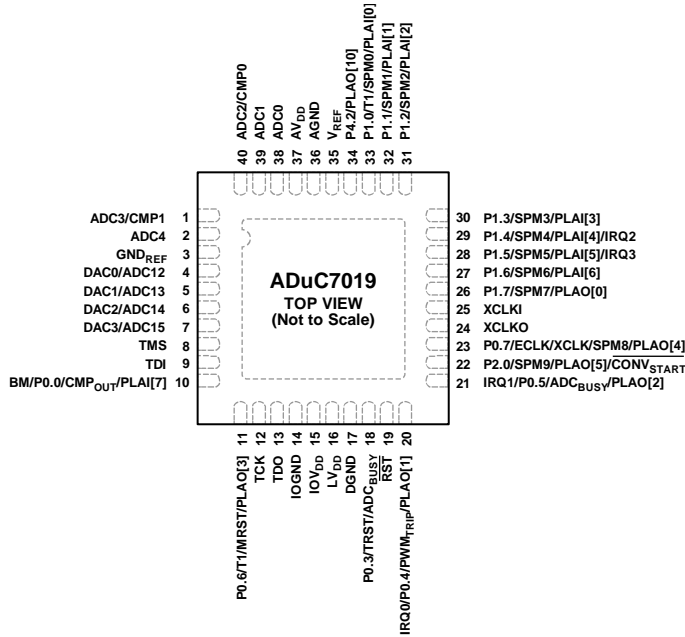 ADC2/CMP0
ADC1
ADC0
AVDD
AGND
VREF
P4.2/PLAO[10]
P1.0/T1/SPM0/PLAI[0]
P1.1/SPM1/PLAI[1]
P1.2/SPM2/PLAI[2]
40 39 38 37 36 35 34 33 32 31
ADC3/CMP1 1
ADC4 2
GNDREF 3
DAC0/ADC12 4
DAC1/ADC13 5
DAC2/ADC14 6
DAC3/ADC15 7
TMS 8
TDI 9
BM/P0.0/CMPOUT/PLAI[7] 10
ADuC7019
TOP VIEW
(Not to Scale)
30 P1.3/SPM3/PLAI[3]
29 P1.4/SPM4/PLAI[4]/IRQ2
28 P1.5/SPM5/PLAI[5]/IRQ3
27 P1.6/SPM6/PLAI[6]
26 P1.7/SPM7/PLAO[0]
25 XCLKI
24 XCLKO
23 P0.7/ECLK/XCLK/SPM8/PLAO[4]
22 P2.0/SPM9/PLAO[5]/CONVSTART
21 IRQ1/P0.5/ADCBUSY/PLAO[2]
11 12 13 14 15 16 17 18 19 20
P0.6/T1/MRST/PLAO[3]
TCK
TDO
IOGND
IOVDD
LVDD
DGND
P0.3/TRST/ADCBUSY
RST
IRQ0/P0.4/PWMTRIP/PLAO[1]